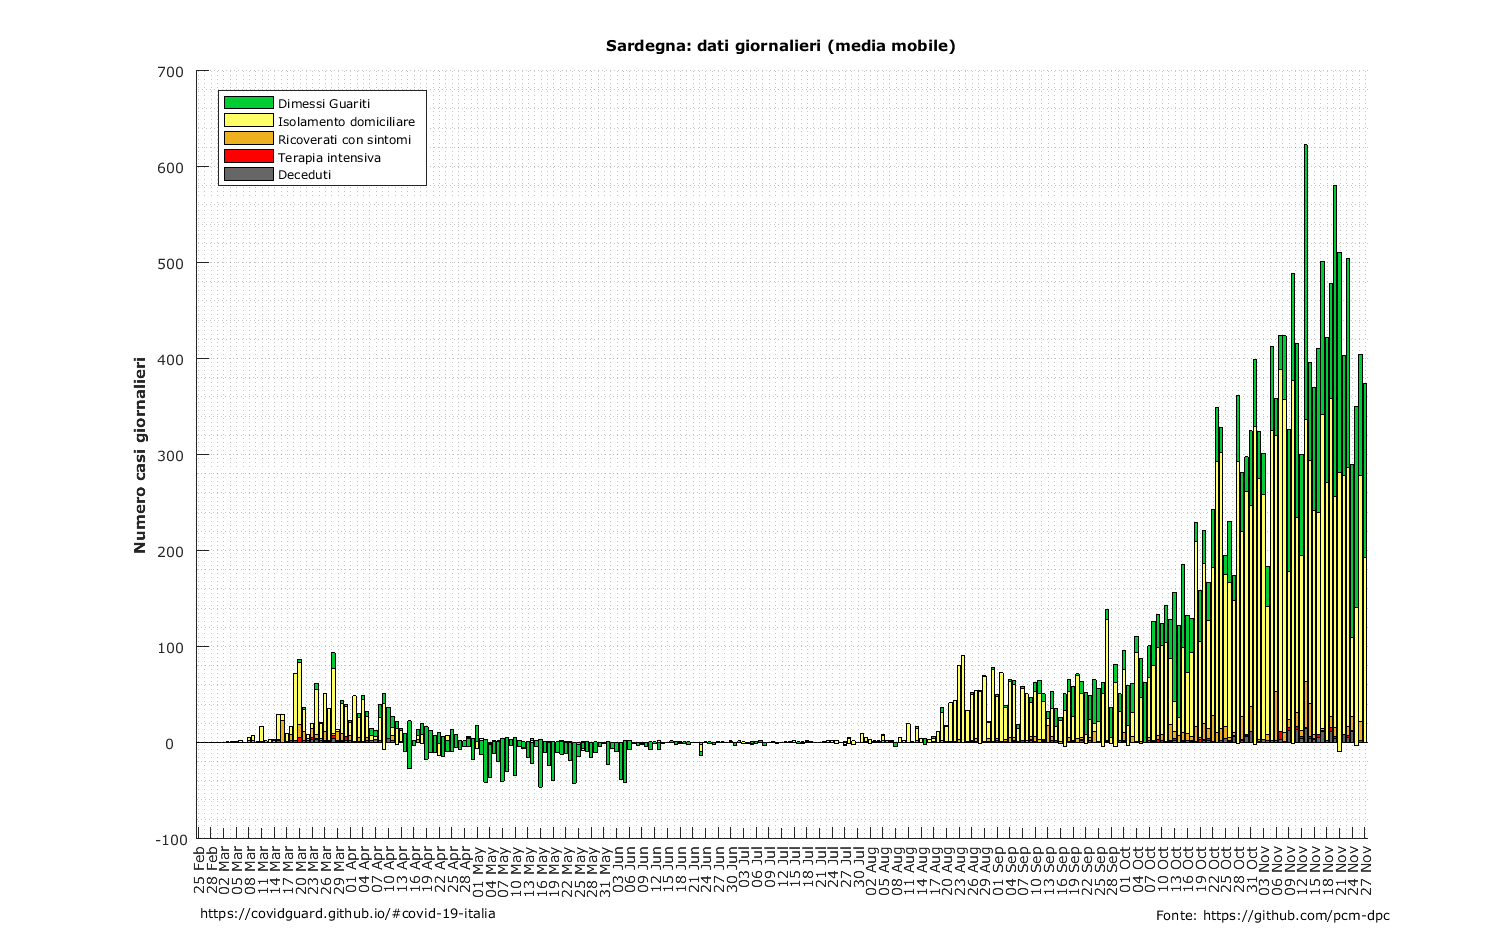 Sardegna: dati giornalieri (media mobile)
Dimessi Guariti
Isolamento domiciliare
Ricoverati con sintomi
Terapia intensiva
Deceduti
Numero casi giornalieri
700
600
500
400
300
200
100
0
-100
25 Feb
28 Feb
02 Mar
05 Mar
08 Mar
11 Mar
14 Mar
17 Mar
20 Mar
23 Mar
26 Mar
29 Mar
01 Apr
04 Apr
07 Apr
10 Apr
13 Apr
16 Apr
19 Apr
22 Apr
25 Apr
28 Apr
01 May
04 May
07 May
10 May
13 May
16 May
19 May
22 May
25 May
28 May
31 May
03 Jun
06 Jun
09 Jun
12 Jun
15 Jun
18 Jun
21 Jun
24 Jun
27 Jun
30 Jun
03 Jul
06 Jul
09 Jul
12 Jul
15 Jul
18 Jul
21 Jul
24 Jul
27 Jul
30 Jul
02 Aug
05 Aug
08 Aug
11 Aug
14 Aug
17 Aug
20 Aug
23 Aug
26 Aug
29 Aug
01 Sep
04 Sep
07 Sep
10 Sep
13 Sep
16 Sep
19 Sep
22 Sep
25 Sep
28 Sep
01 Oct
04 Oct
07 Oct
10 Oct
13 Oct
16 Oct
19 Oct
22 Oct
25 Oct
28 Oct
31 Oct
03 Nov
06 Nov
09 Nov
12 Nov
15 Nov
18 Nov
21 Nov
24 Nov
27 Nov
https://covidguard.github.io/#covid-19-italia
Fonte: https://github.com/pcm-dpc